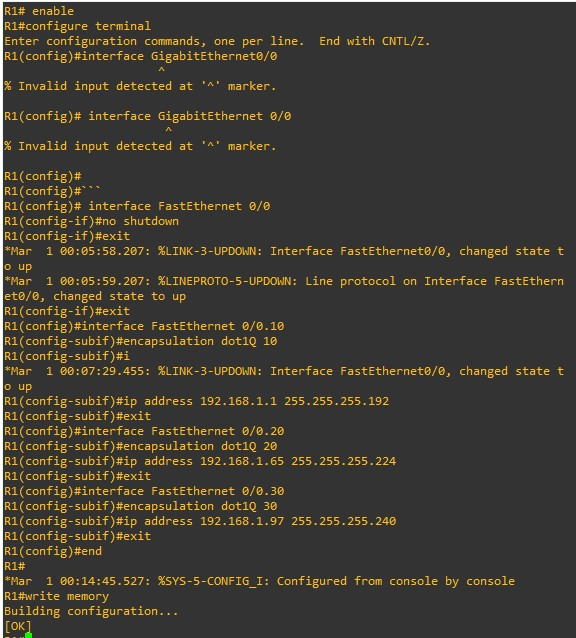 R1# enable
R1#configure terminal
Enter configuration commands, one per line.  End with CNTL/Z.
R1(config)#interface GigabitEthernet0/0
                      ^
% Invalid input detected at '^' marker.

R1(config)# interface GigabitEthernet 0/0
                       ^
% Invalid input detected at '^' marker.

R1(config)#
R1(config)#```
R1(config)# interface FastEthernet 0/0
R1(config-if)#no shutdown
R1(config-if)#exit
*Mar  1 00:05:58.207: %LINK-3-UPDOWN: Interface FastEthernet0/0, changed state t
o up
*Mar  1 00:05:59.207: %LINEPROTO-5-UPDOWN: Line protocol on Interface FastEthern
et0/0, changed state to up
R1(config-if)#exit
R1(config)#interface FastEthernet 0/0.10
R1(config-subif)#encapsulation dot1Q 10
R1(config-subif)#i
*Mar  1 00:07:29.455: %LINK-3-UPDOWN: Interface FastEthernet0/0, changed state t
o up
R1(config-subif)#ip address 192.168.1.1 255.255.255.192
R1(config-subif)#exit
R1(config)#interface FastEthernet 0/0.20
R1(config-subif)#encapsulation dot1Q 20
R1(config-subif)#ip address 192.168.1.65 255.255.255.224
R1(config-subif)#exit
R1(config)#interface FastEthernet 0/0.30
R1(config-subif)#encapsulation dot1Q 30
R1(config-subif)#ip address 192.168.1.97 255.255.255.240
R1(config-subif)#exit
R1(config)#end
R1#
*Mar  1 00:14:45.527: %SYS-5-CONFIG_I: Configured from console by console
R1#write memory
Building configuration...
[OK]